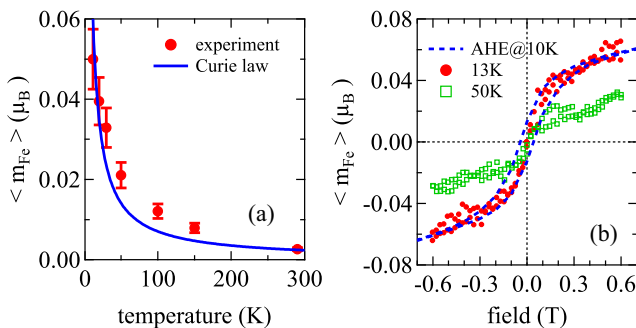 < m_Fe > (μ_B)
0.06
0.04
0.02
0.00
experiment
Curie law
(a)
0
100
200
300
temperature (K)
< m_Fe > (μ_B)
0.08
0.04
0.00
-0.04
-0.08
AHE@10K
13K
50K
(b)
-0.6
-0.3
0.0
0.3
0.6
field (T)